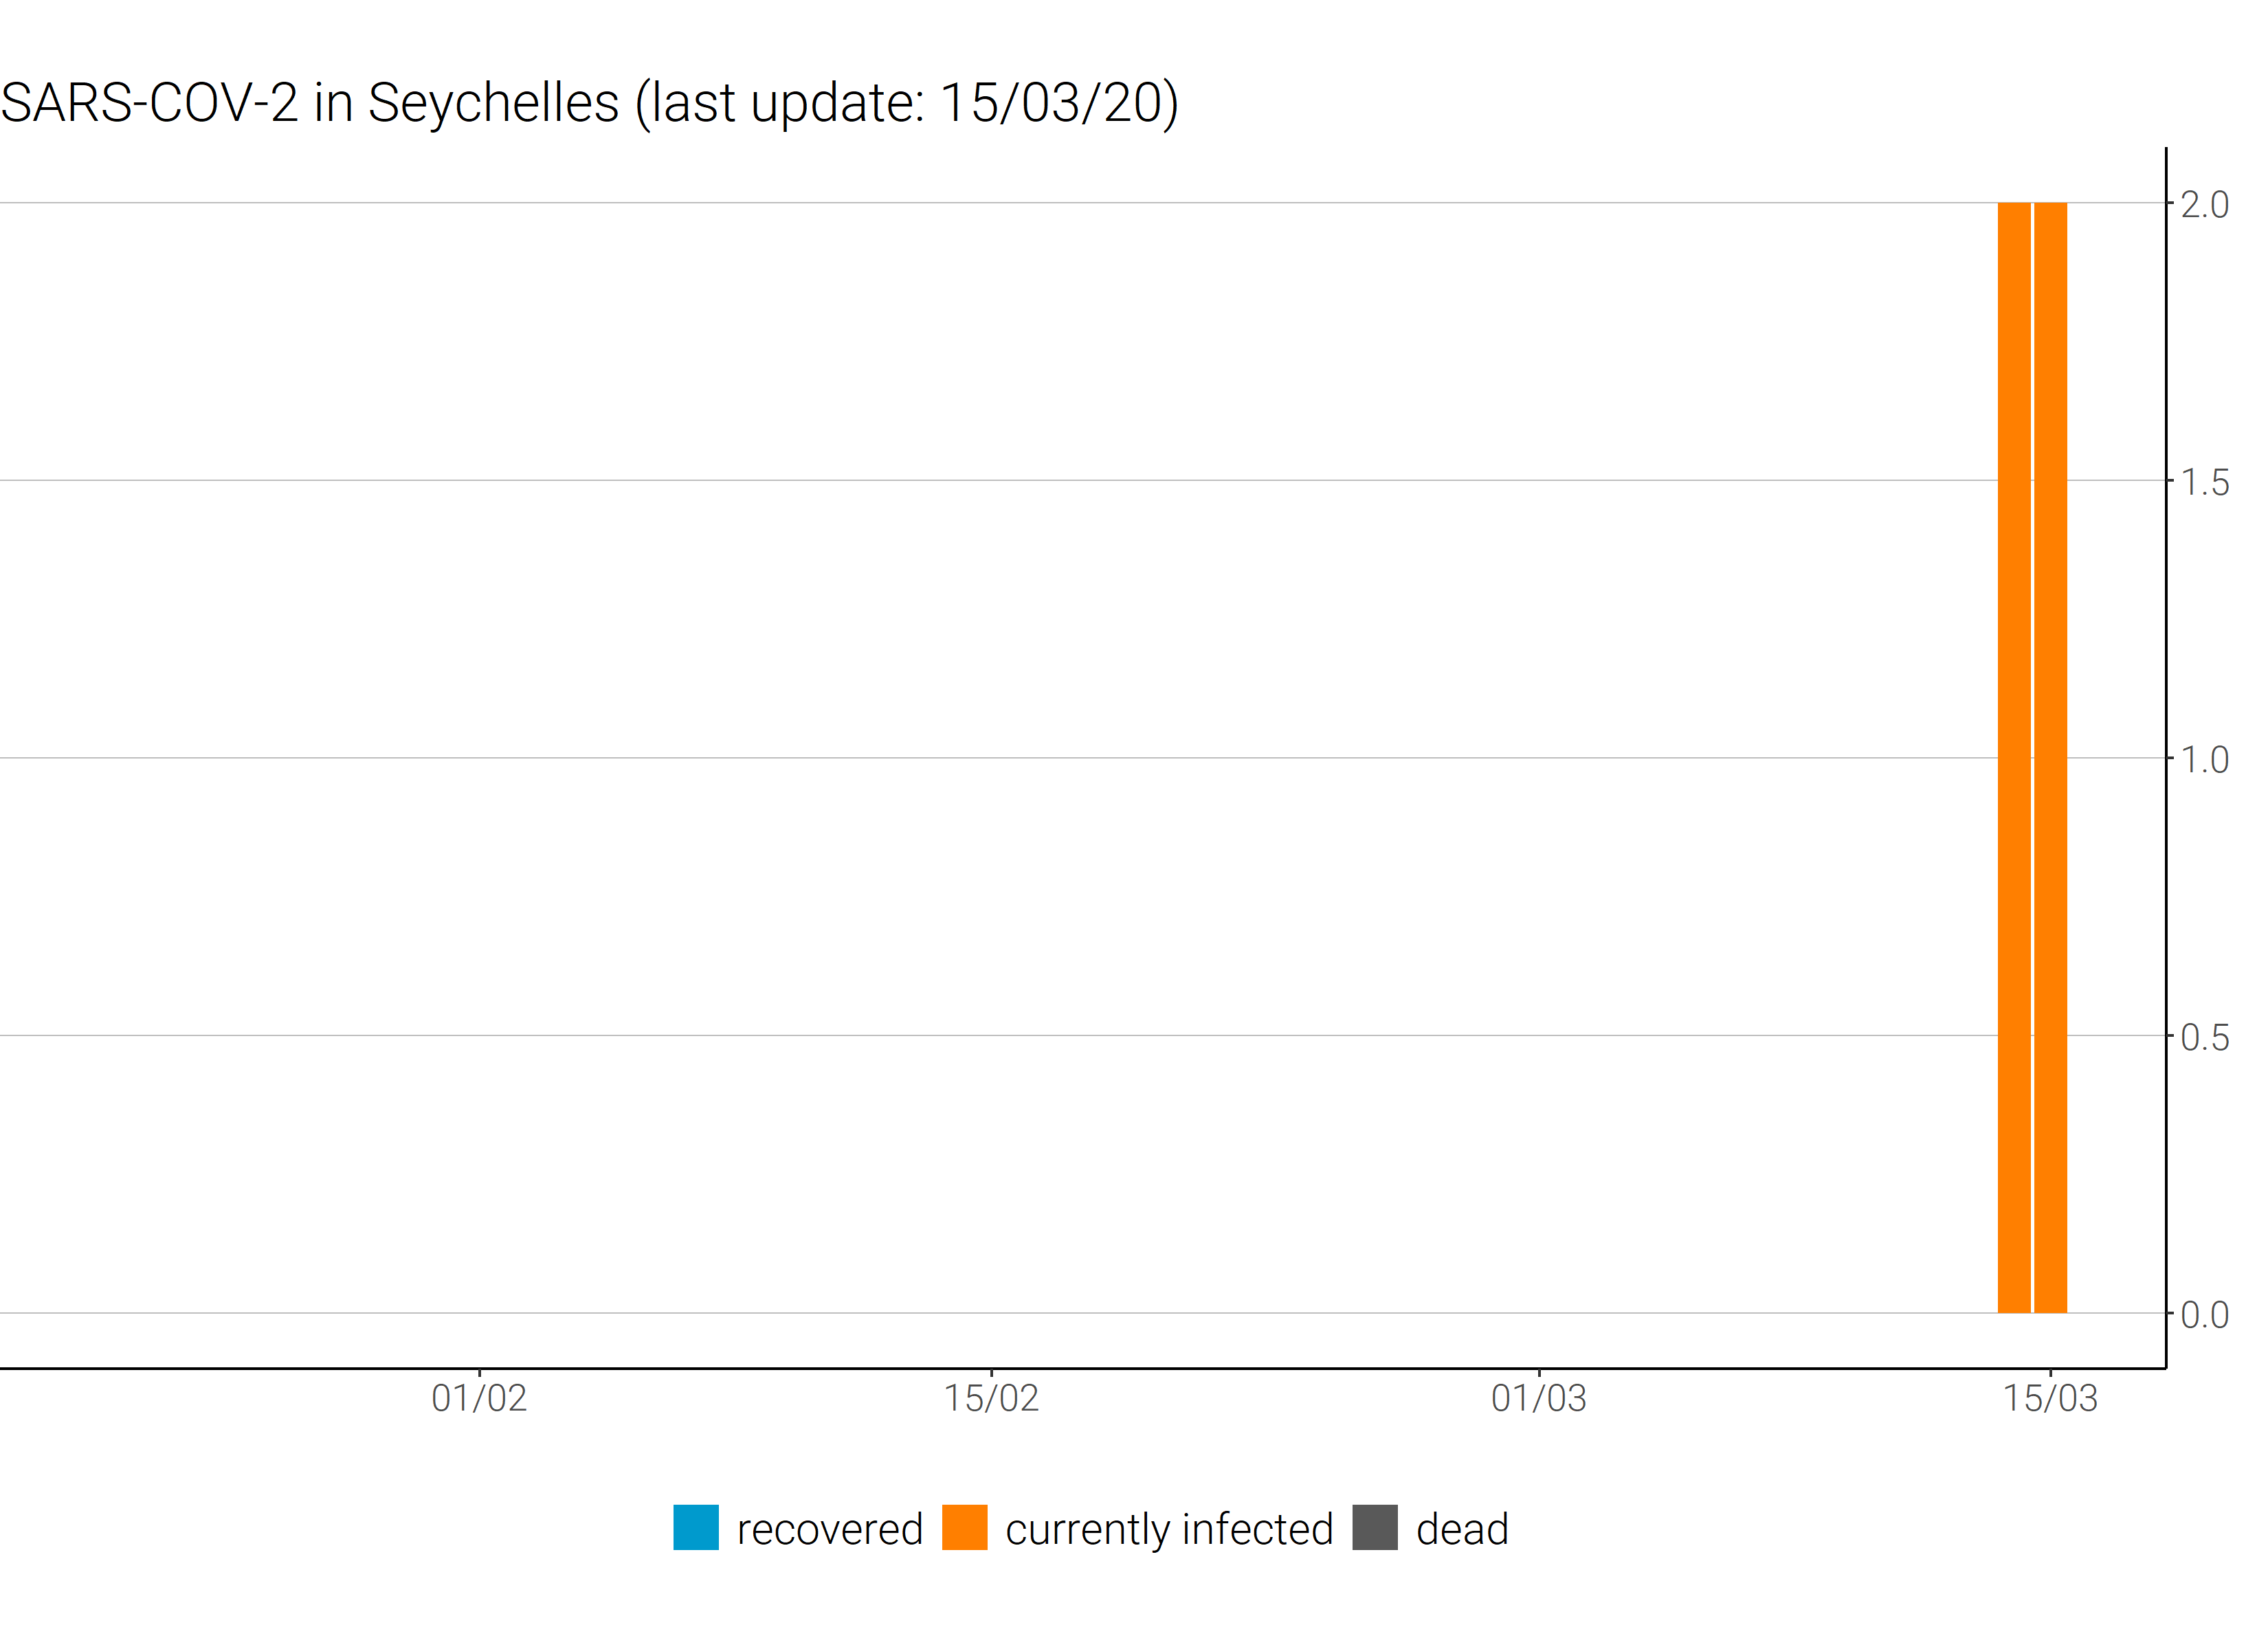 SARS-COV-2 in Seychelles (last update: 15/03/20)
2.0
1.5
1.0
0.5
0.0
01/02 15/02 01/03 15/03
recovered currently infected dead